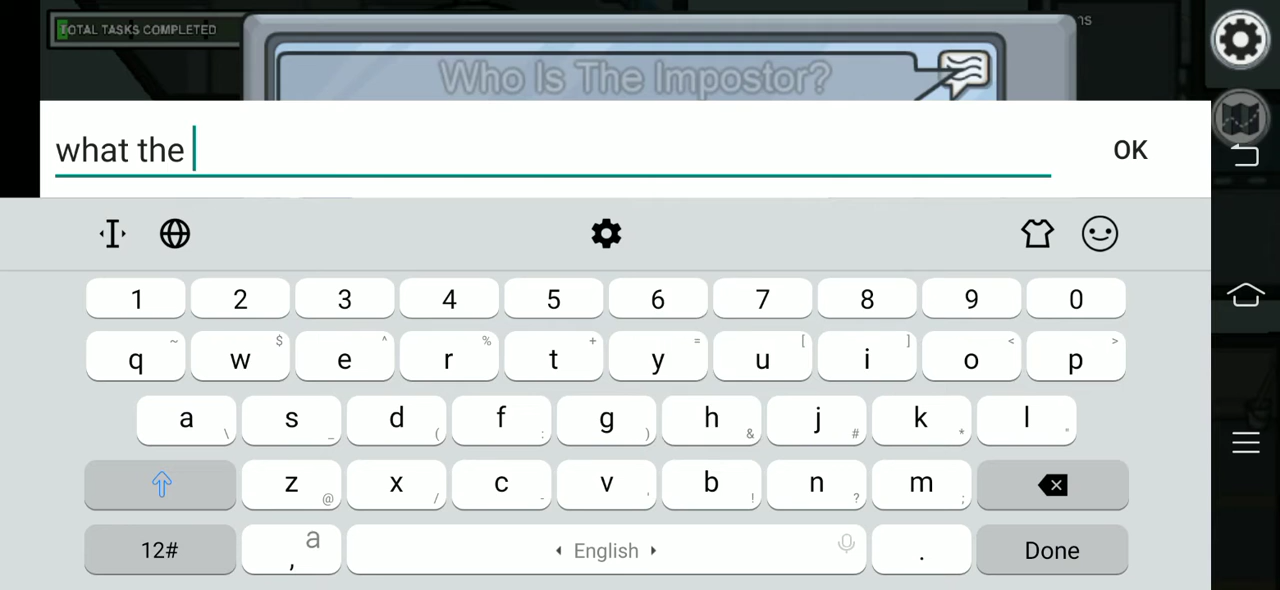 TOTAL TASKS COMPLETED
ns
Who Is The Impostor?
what the
OK
1 2 3 4 5 6 7 8 9 0
~ $ ^ % + = [ ] < >
q w e r t y u i o p
a s d f g h j k l
\ _ ( : ) & # * "
z x c v b n m
@ / - ' ! ? ;
12# a , English . Done